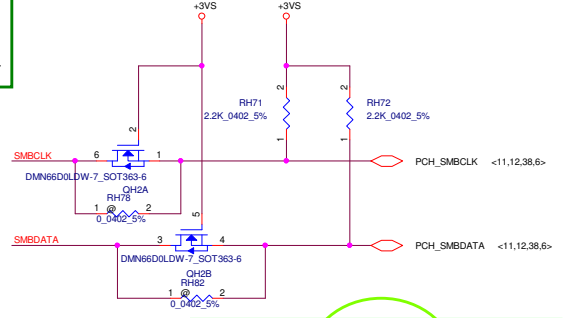 +3VS
+3VS
2
2
2
RH71
2.2K_0402_5%
RH72
2.2K_0402_5%
1
1
SMBCLK
6
1
PCH_SMBCLK
<11,12,38,6>
DMN66D0LDW-7_SOT363-6
QH2A
RH78
1
@
2
0_0402_5%
5
SMBDATA
3
4
PCH_SMBDATA
<11,12,38,6>
DMN66D0LDW-7_SOT363-6
QH2B
RH82
1
@
2
0_0402_5%